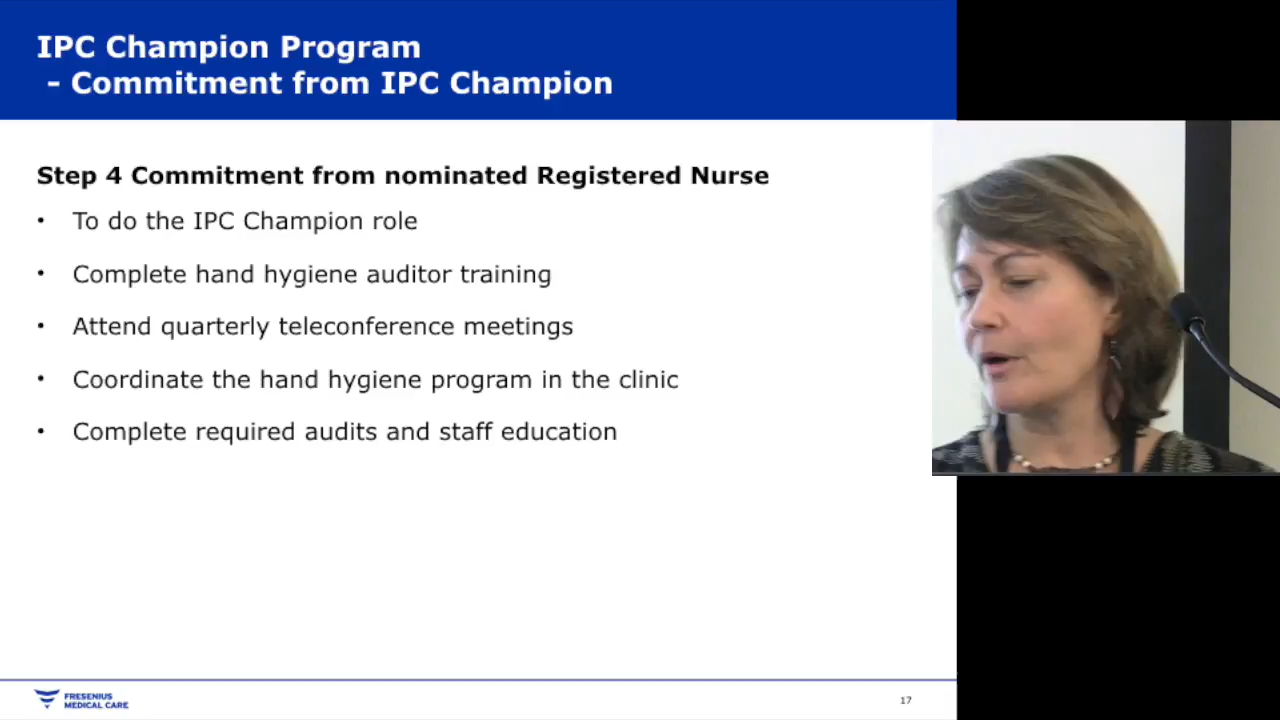 IPC Champion Program
- Commitment from IPC Champion
Step 4 Commitment from nominated Registered Nurse
• To do the IPC Champion role
• Complete hand hygiene auditor training
• Attend quarterly teleconference meetings
• Coordinate the hand hygiene program in the clinic
• Complete required audits and staff education
FRESENIUS
MEDICAL CARE
17